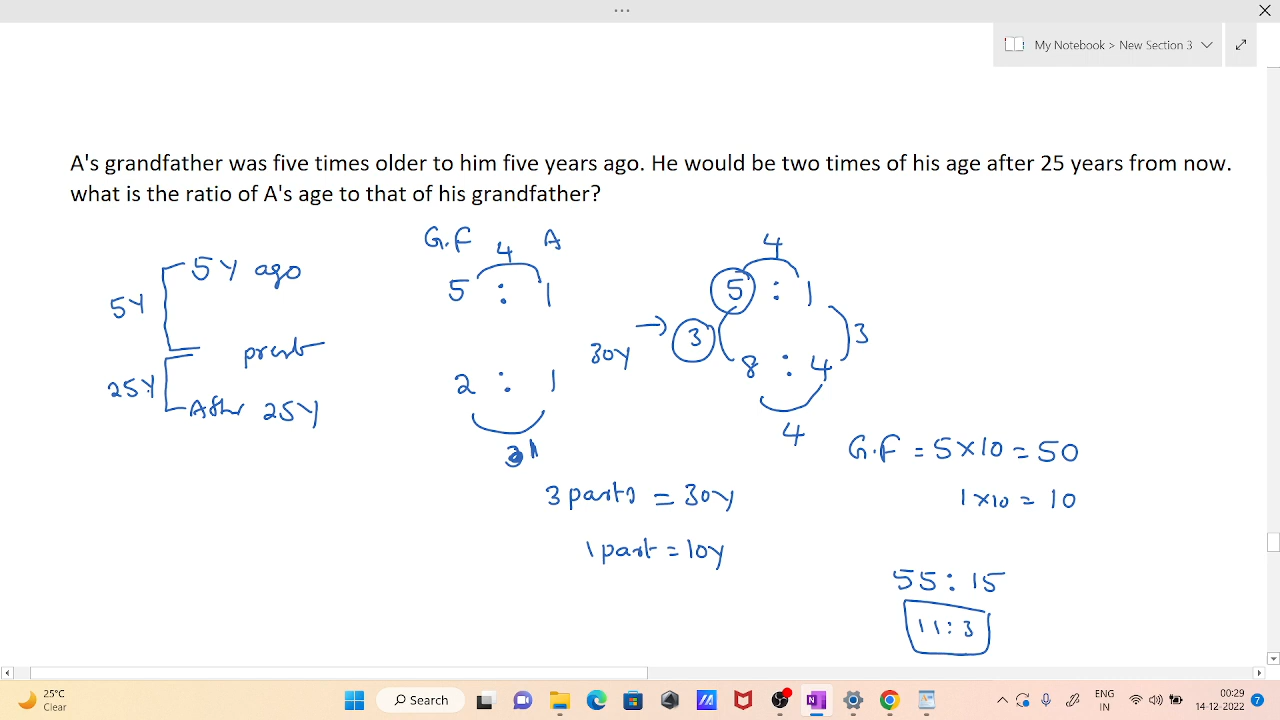 My Notebook > New Section 3
A's grandfather was five times older to him five years ago. He would be two times of his age after 25 years from now.
what is the ratio of A's age to that of his grandfather?
G.F 4 A
5 : 1
5Y ago
5Y
present
25Y
After 25Y
2 : 1
1
4
5 : 1
30Y → 3
3
8 : 4
4
3 parts = 30Y
1 part = 10Y
G.F = 5×10 = 50
1×10 = 10
55 : 15
11 : 3
25°C
Clear
Search
ENG
IN
00:23
14-12-2022
7